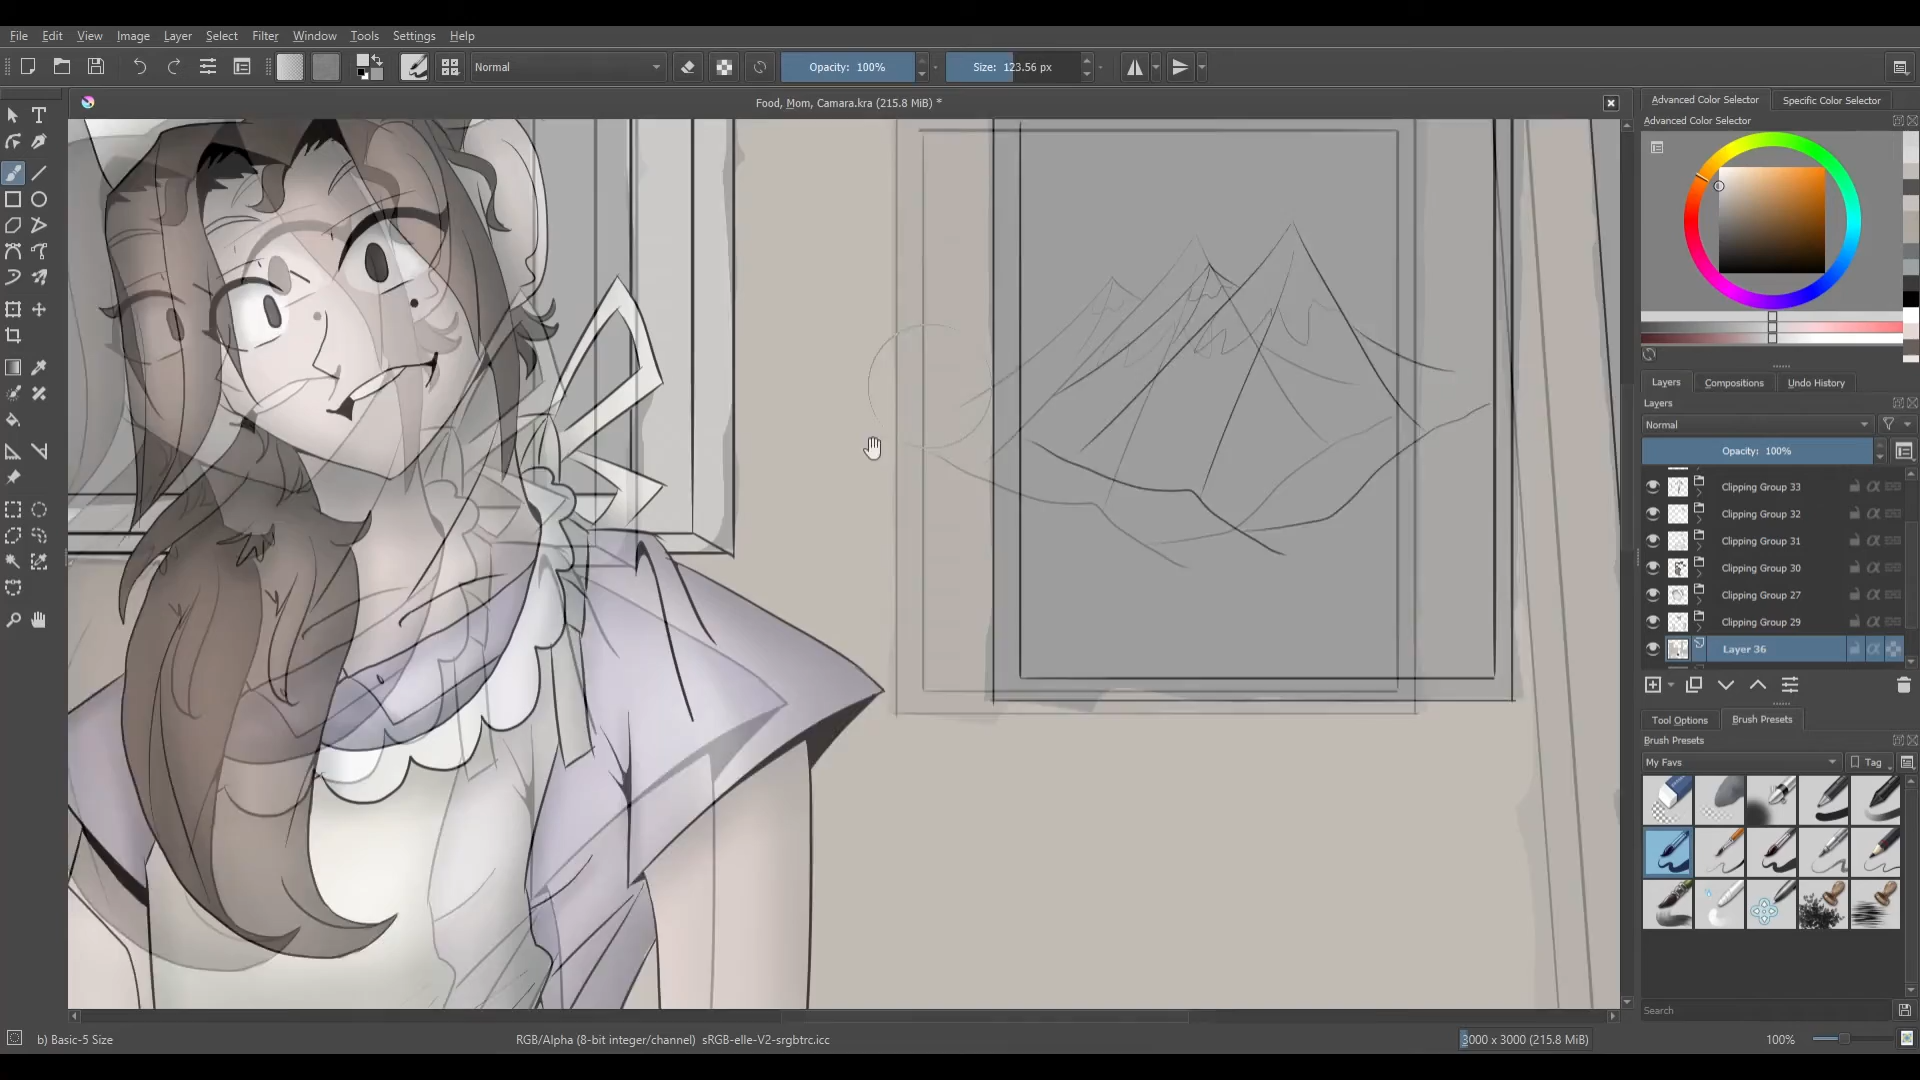 File Edit View Image Layer Select Filter Tools Settings Window Help
Normal
Opacity: 100%
Size: 123.56 px
Food, Mom, Camara.kra (215.8 MiB) *
Advanced Color Selector
Specific Color Selector
Advanced Color Selector
Layers
Compositions
Undo History
Layers
Normal
Opacity: 100%
Clipping Group 33
Clipping Group 32
Clipping Group 31
Clipping Group 30
Clipping Group 27
Clipping Group 29
Layer 36
Tool Options
Brush Presets
Brush Presets
My Favs
Tag
Search
b) Basic-5 Size
RGB/Alpha (8-bit integer/channel) sRGB-elle-V2-srgbtrc.icc
3000 x 3000 (215.8 MiB)
100%